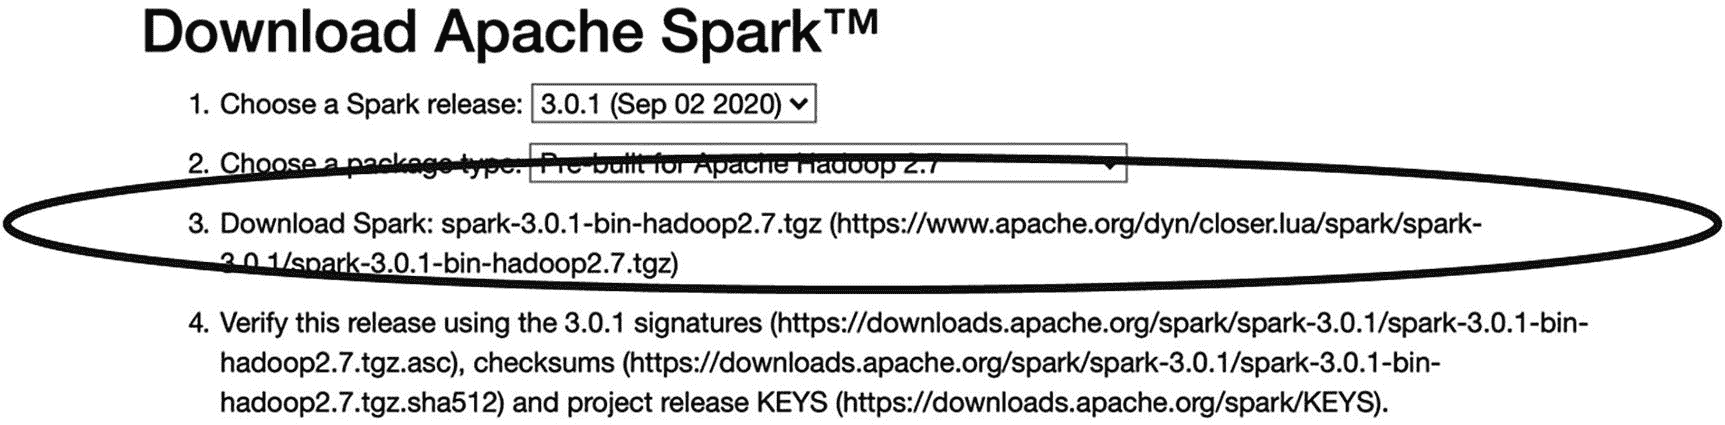 Download Apache Spark™
1. Choose a Spark release: 3.0.1 (Sep 02 2020)
2. Choose a package type: Pre-built for Apache Hadoop 2.7
3. Download Spark: spark-3.0.1-bin-hadoop2.7.tgz (https://www.apache.org/dyn/closer.lua/spark/spark-
3.0.1/spark-3.0.1-bin-hadoop2.7.tgz)
4. Verify this release using the 3.0.1 signatures (https://downloads.apache.org/spark/spark-3.0.1/spark-3.0.1-bin-
hadoop2.7.tgz.asc), checksums (https://downloads.apache.org/spark/spark-3.0.1/spark-3.0.1-bin-
hadoop2.7.tgz.sha512) and project release KEYS (https://downloads.apache.org/spark/KEYS).